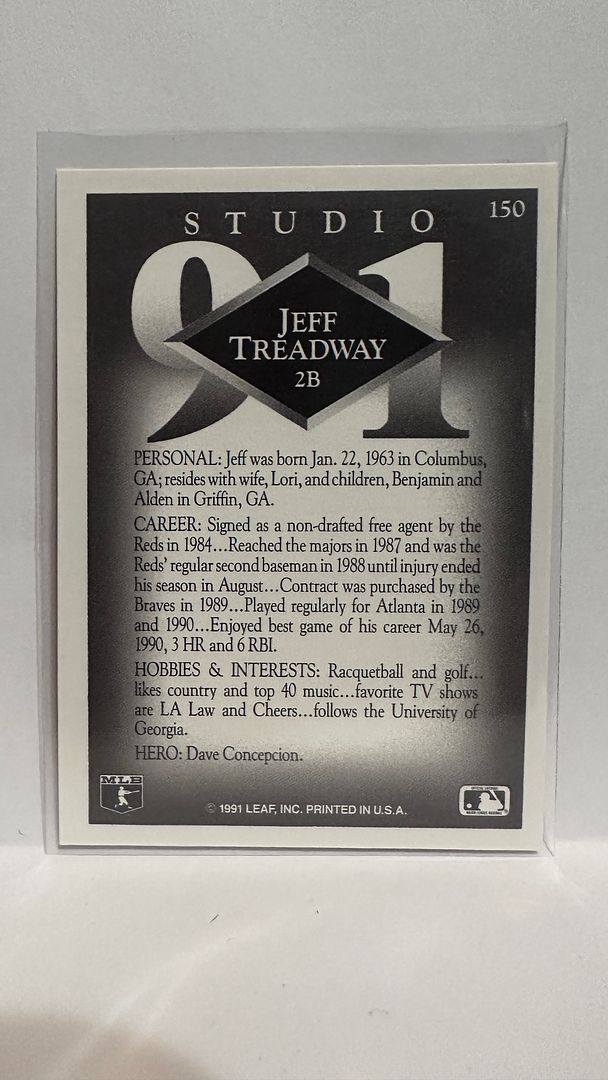 150
STUDIO
91
JEFF
TREADWAY
2B
PERSONAL: Jeff was born Jan. 22, 1963 in Columbus,
GA; resides with wife, Lori, and children, Benjamin and
Alden in Griffin, GA.
CAREER: Signed as a non-drafted free agent by the
Reds in 1984...Reached the majors in 1987 and was the
Reds' regular second baseman in 1988 until injury ended
his season in August...Contract was purchased by the
Braves in 1989...Played regularly for Atlanta in 1989
and 1990...Enjoyed best game of his career May 26,
1990, 3 HR and 6 RBI.
HOBBIES & INTERESTS: Racquetball and golf...
likes country and top 40 music...favorite TV shows
are LA Law and Cheers...follows the University of
Georgia.
HERO: Dave Concepcion.
MLB
© 1991 LEAF, INC. PRINTED IN U.S.A.